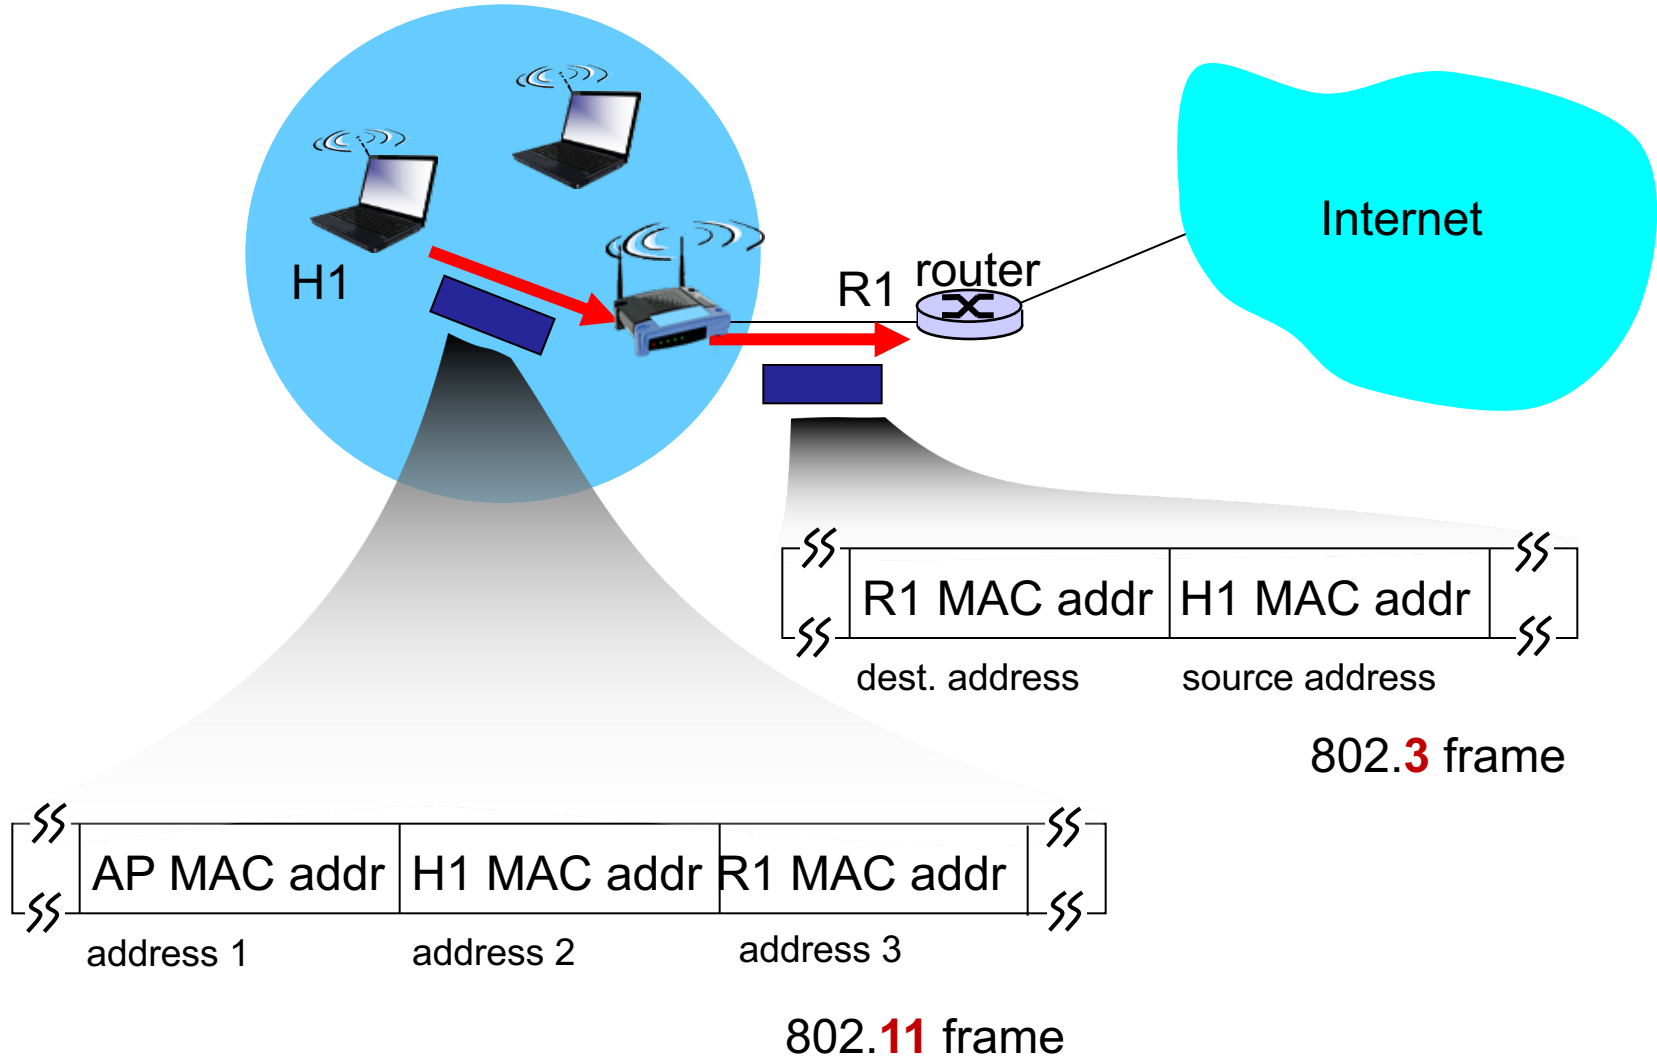 Internet
router
R1
H1
R1 MAC addr
H1 MAC addr
dest. address
source address
802.3 frame
AP MAC addr
H1 MAC addr
R1 MAC addr
address 1
address 2
address 3
802.11 frame